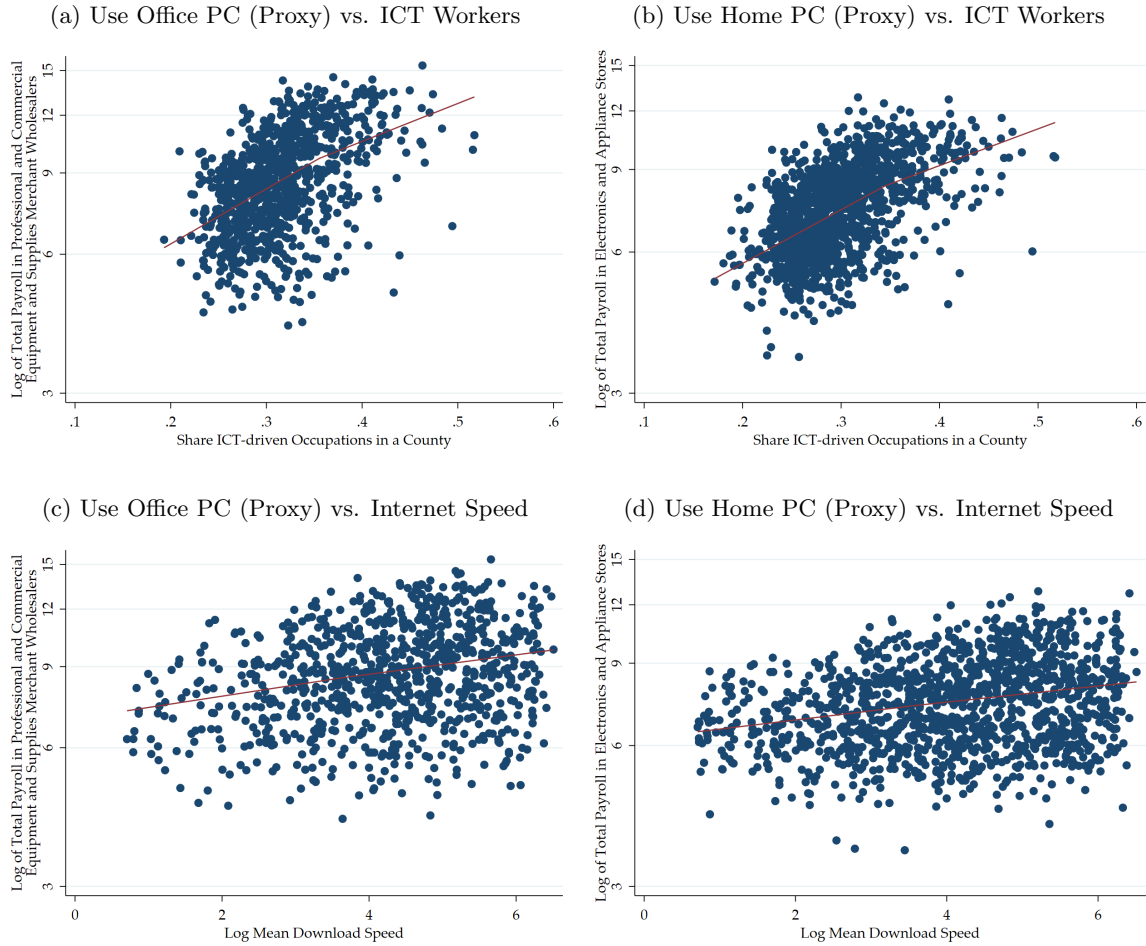 (a) Use Office PC (Proxy) vs. ICT Workers
Log of Total Payroll in Professional and Commercial
Equipment and Supplies Merchant Wholesalers
15
12
9
6
3
.1 .2 .3 .4 .5 .6
Share ICT-driven Occupations in a County
(b) Use Home PC (Proxy) vs. ICT Workers
Log of Total Payroll in Electronics and Appliance Stores
15
12
9
6
3
.1 .2 .3 .4 .5 .6
Share ICT-driven Occupations in a County
(c) Use Office PC (Proxy) vs. Internet Speed
Log of Total Payroll in Professional and Commercial
Equipment and Supplies Merchant Wholesalers
15
12
9
6
3
0 2 4 6
Log Mean Download Speed
(d) Use Home PC (Proxy) vs. Internet Speed
Log of Total Payroll in Electronics and Appliance Stores
15
12
9
6
3
0 2 4 6
Log Mean Download Speed